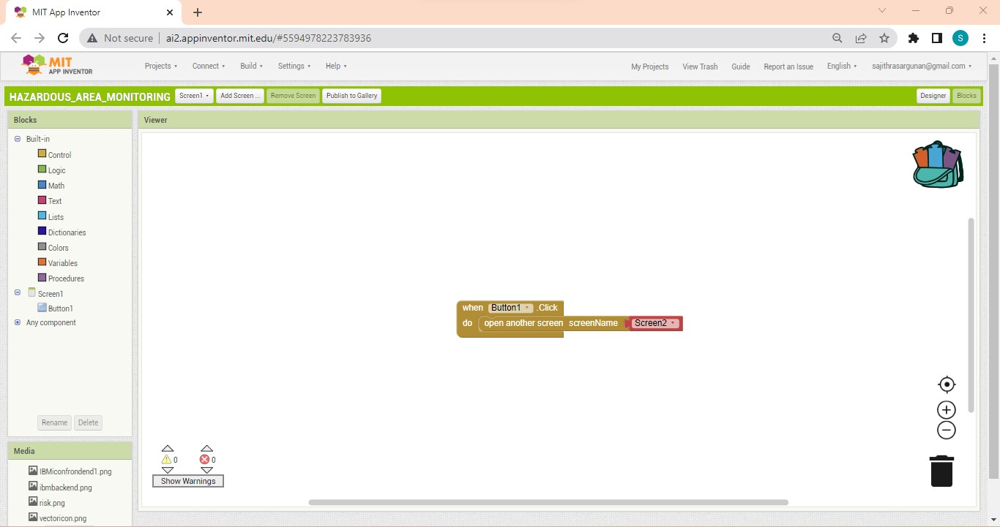 MIT App Inventor
Not secure
ai2.appinventor.mit.edu/#5594978223783936
S
MIT
APP INVENTOR
Projects
Connect
Build
Settings
Help
My Projects
View Trash
Guide
Report an Issue
English
sajithrasargunan@gmail.com
HAZARDOUS_AREA_MONITORING
Screen1
Add Screen ...
Remove Screen
Publish to Gallery
Designer
Blocks
Blocks
Viewer
Built-in
Control
Logic
Math
Text
Lists
Dictionaries
Colors
Variables
Procedures
Screen1
Button1
Any component
Rename
Delete
when Button1 .Click
do open another screen screenName Screen2
0
0
Show Warnings
Media
IBMiconfrondend1.png
ibmbackend.png
risk.png
vectoricon.png